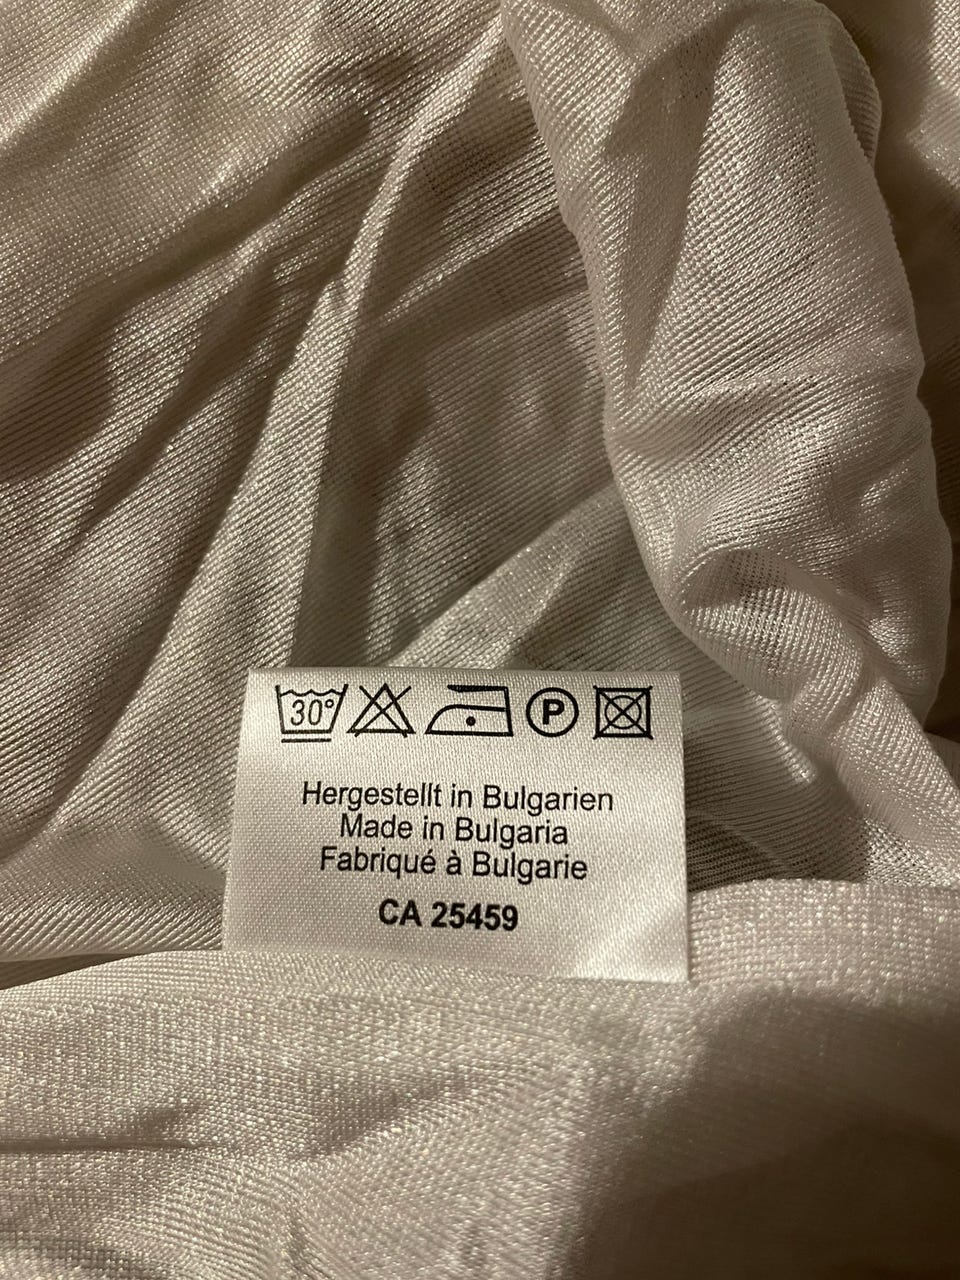 30° P
Hergestellt in Bulgarien
Made in Bulgaria
Fabriqué à Bulgarie
CA 25459